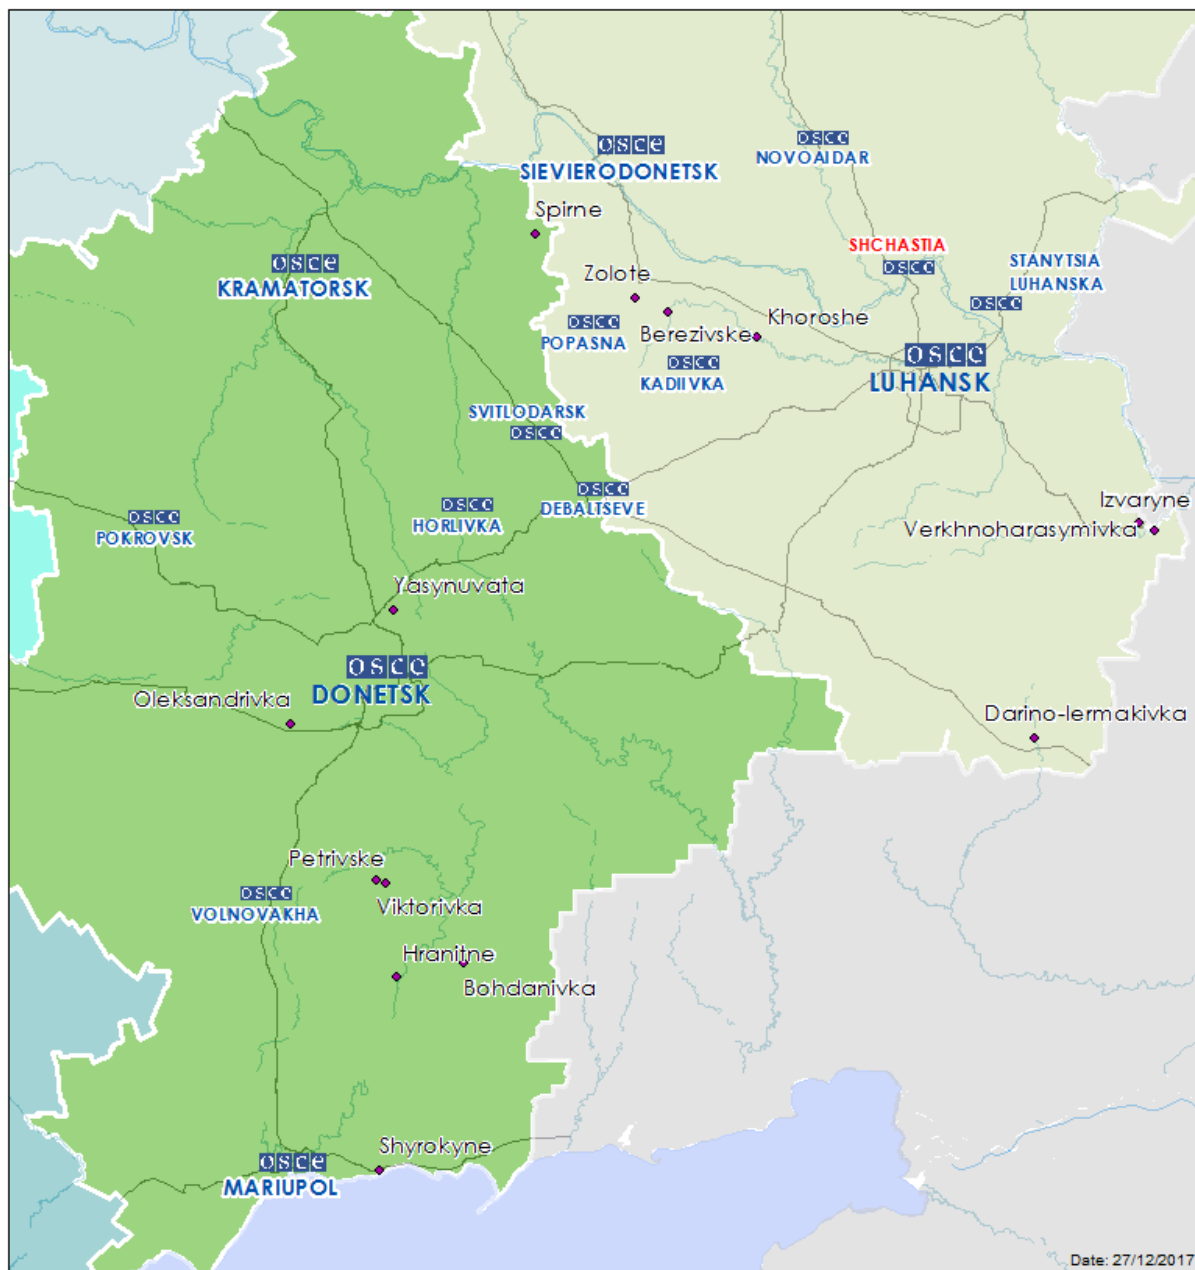 osce
SIEVIERODONETSK
osce
NOVOAIDAR
Spirne
SHCHASTIA
osce
STANYTSIA
LUHANSKA
osce
osce
KRAMATORSK
Zolote
osce
POPASNA
Berezivske
Khoroshe
osce
KADIIVKA
osce
LUHANSK
SVITLODARSK
osce
osce
DEBALTSEVE
osce
HORLIVKA
osce
POKROVSK
Izvaryne
Verkhnoharasymivka
Yasynuvata
osce
DONETSK
Oleksandrivka
Darino-Iermakivka
Petrivske
Viktorivka
osce
VOLNOVAKHA
Hranitne
Bohdanivka
Shyrokyne
osce
MARIUPOL
Date: 27/12/2017